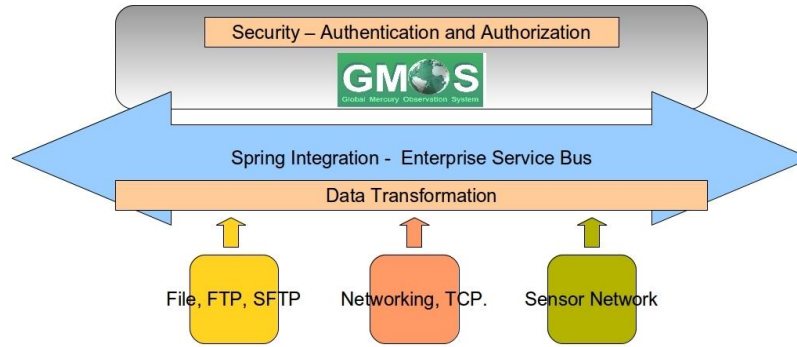 Security – Authentication and Authorization
GMOS
Global Mercury Observation System
Spring Integration - Enterprise Service Bus
Data Transformation
File, FTP, SFTP
Networking, TCP.
Sensor Network